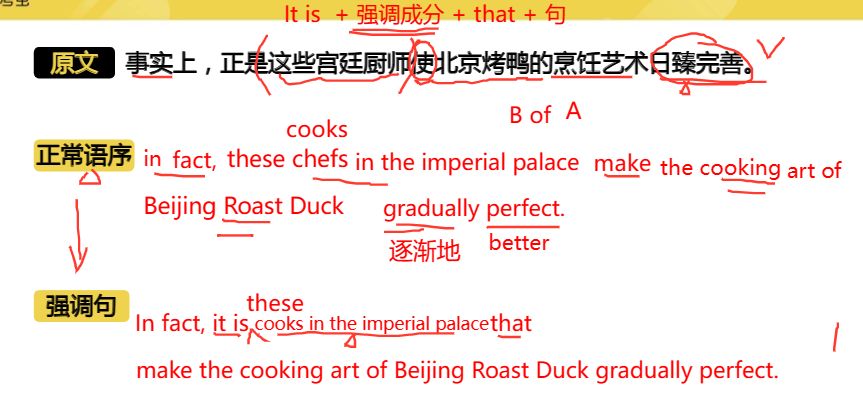 It is + 强调成分 + that + 句
原文 事实上，正是这些宫廷厨师使北京烤鸭的烹饪艺术日臻完善。
B of A
cooks
正常语序 in fact, these chefs in the imperial palace make the cooking art of
Beijing Roast Duck gradually perfect.
逐渐地 better
these
强调句 In fact, it is cooks in the imperial palace that
make the cooking art of Beijing Roast Duck gradually perfect.